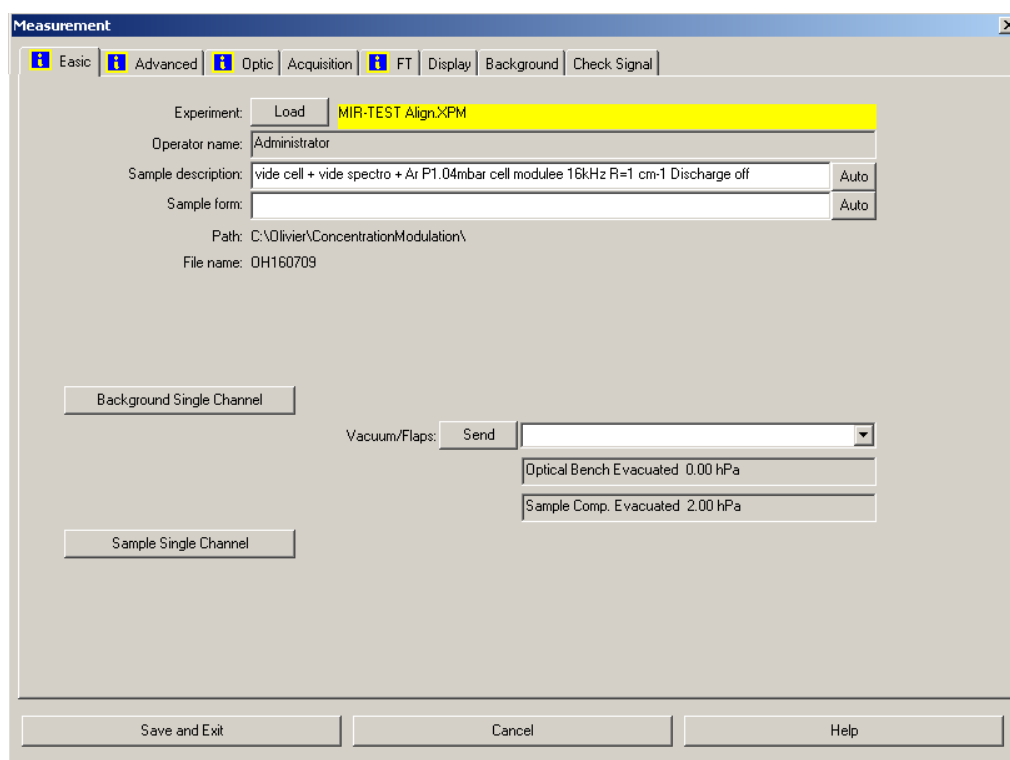 Measurement
Easic Advanced Optic Acquisition FT Display Background Check Signal
Experiment: Load MIR-TEST Align.XPM
Operator name: Administrator
Sample description: vide cell + vide spectro + Ar P1.04mbar cell modulee 16kHz R=1 cm-1 Discharge off Auto
Sample form: Auto
Path: C:\Olivier\ConcentrationModulation\
File name: OH160709
Background Single Channel
Vacuum/Flaps: Send
Optical Bench Evacuated 0.00 hPa
Sample Comp. Evacuated 2.00 hPa
Sample Single Channel
Save and Exit Cancel Help